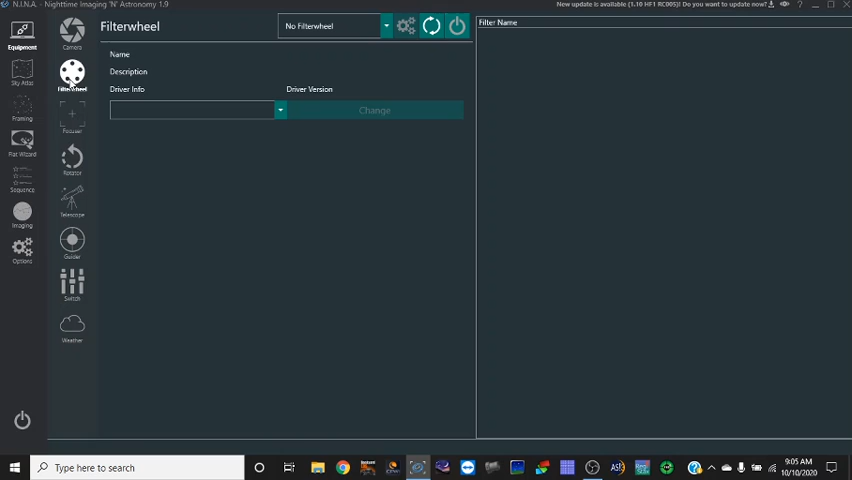 N.I.N.A. - Nighttime Imaging 'N' Astronomy 1.9
New update is available (1.10 HF1 RC005)! Do you want to update now?
Equipment
Sky Atlas
Framing
Flat Wizard
Sequence
Imaging
Options
Camera
Filterwheel
Focuser
Rotator
Telescope
Guider
Switch
Weather
Filterwheel
No Filterwheel
Name
Description
Driver Info
Driver Version
Change
Filter Name
Type here to search
9:05 AM
10/10/2020